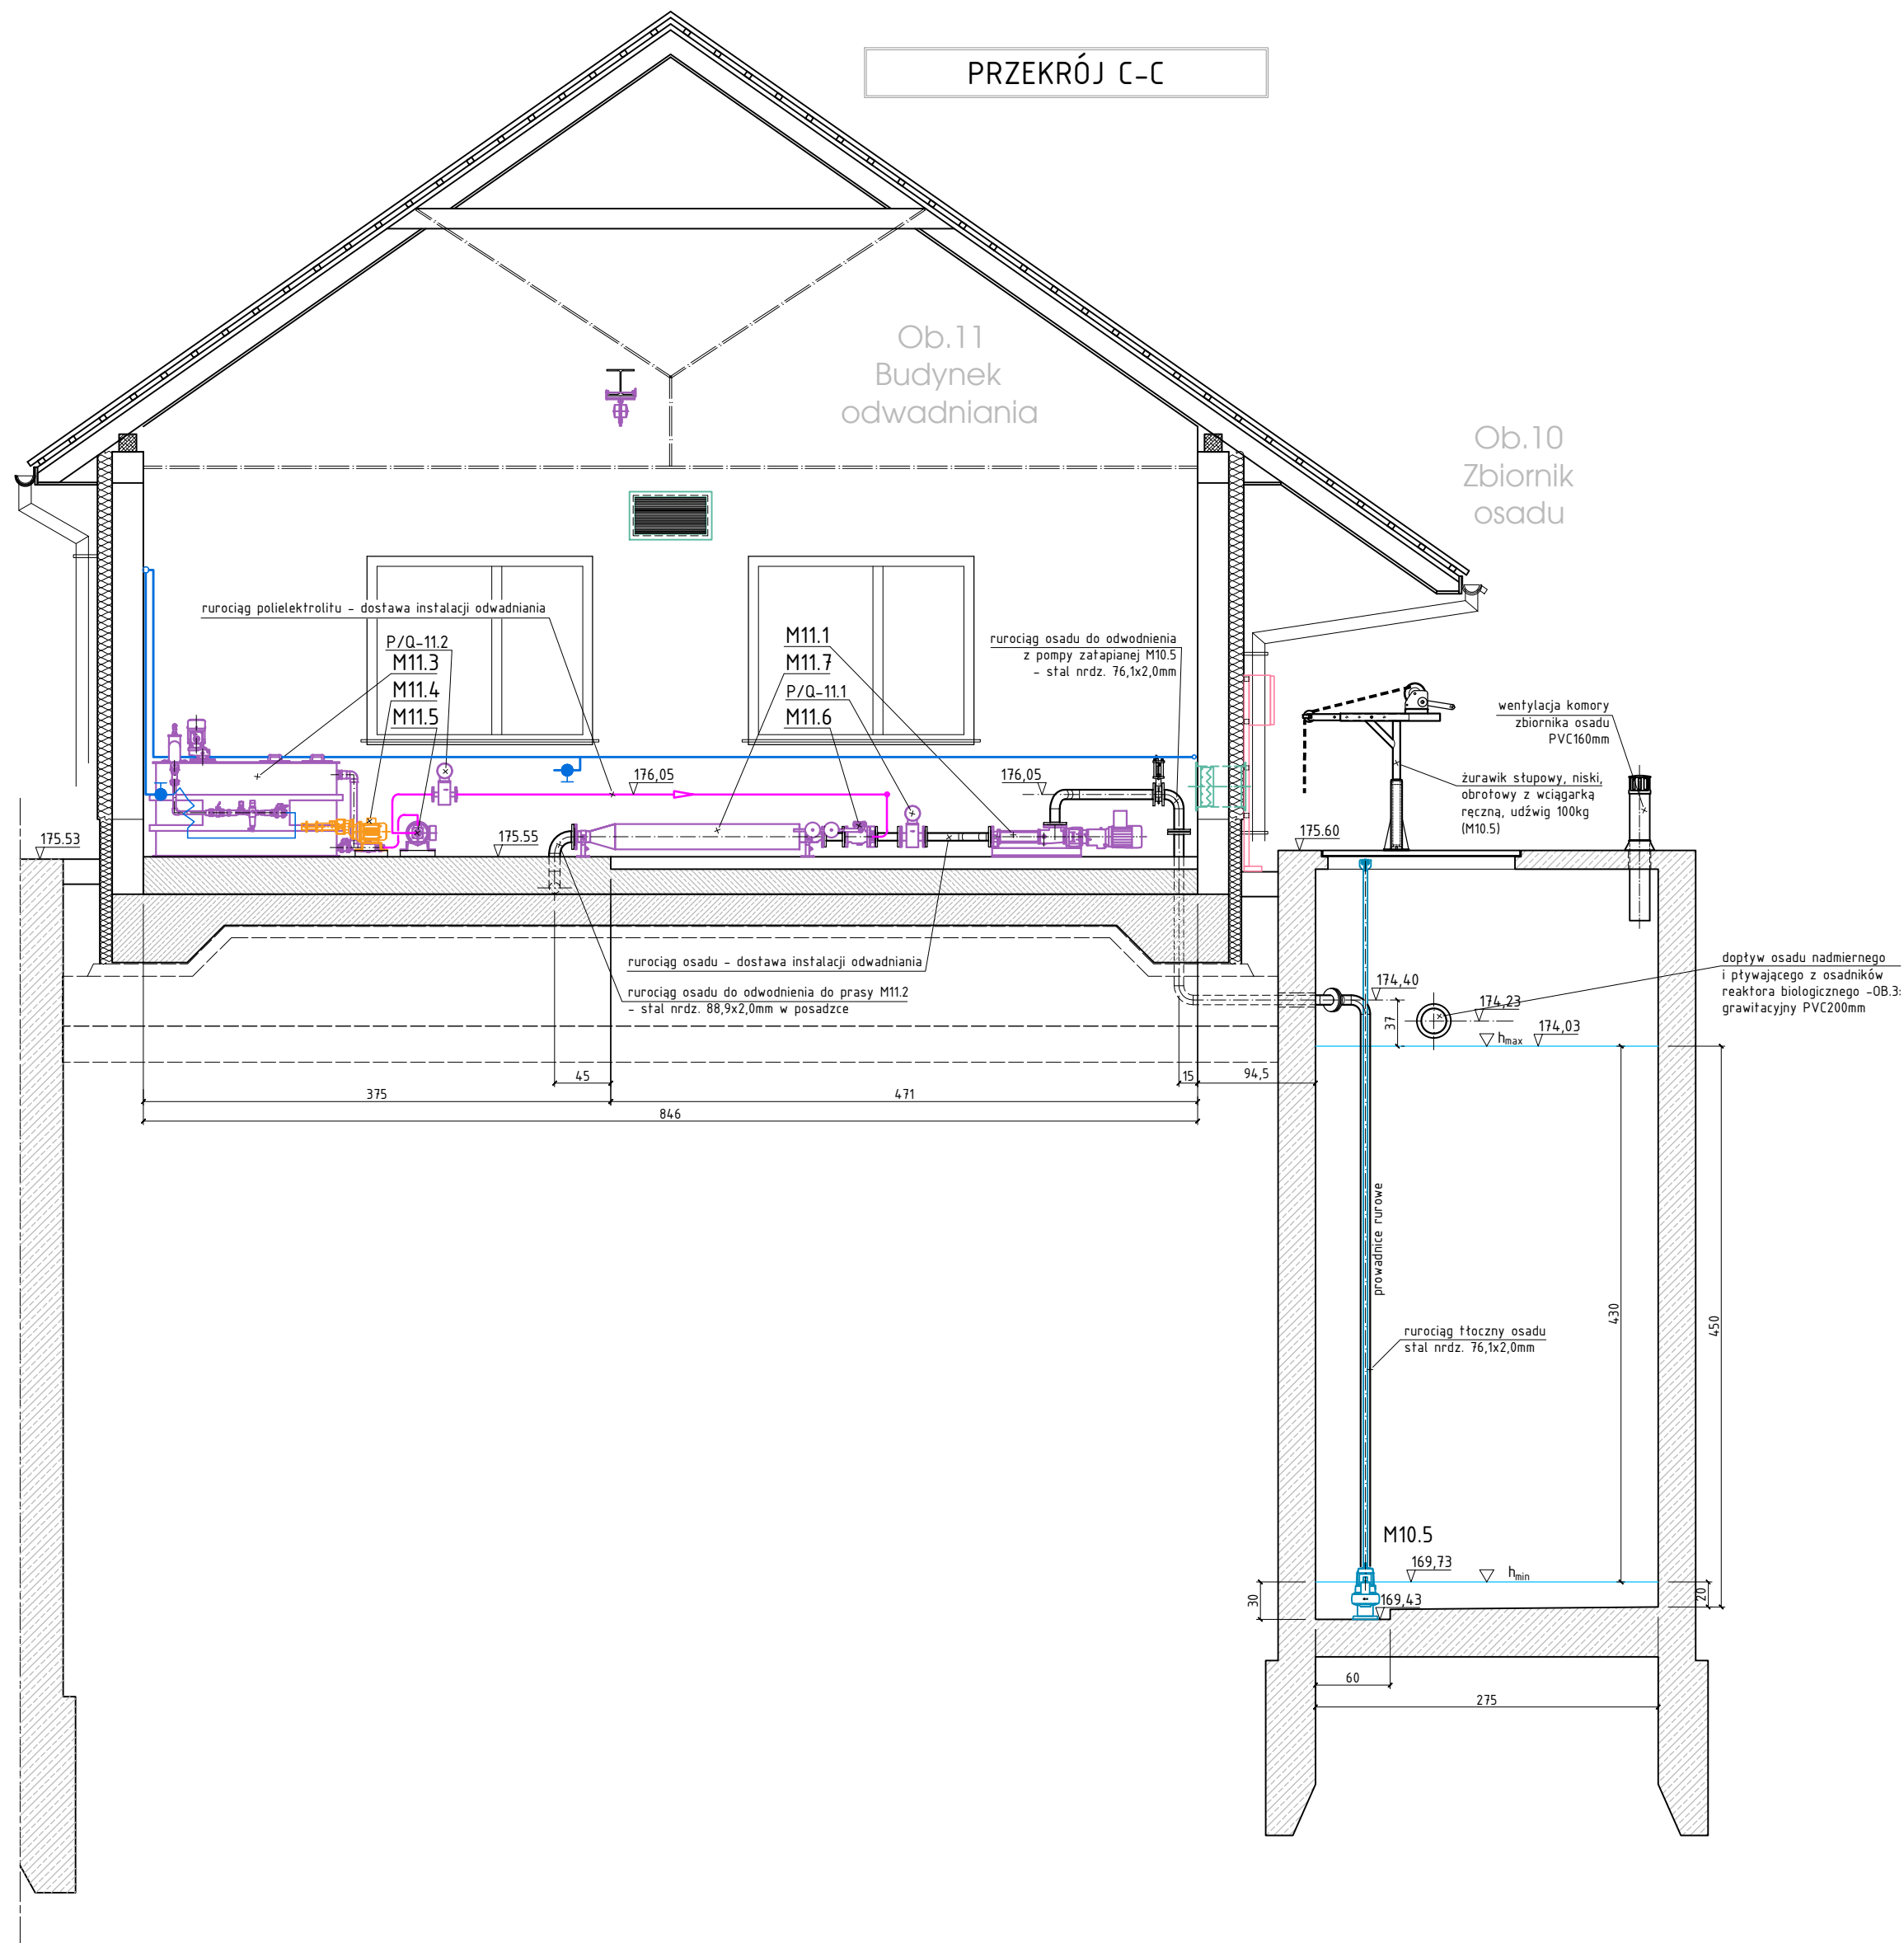 PRZEKRÓJ C-C
Ob.11
Budynek
odwadniania
Ob.10
Zbiornik
osadu
rurociąg polielektrolitu - dostawa instalacji odwadniania
P/Q-11.2
M11.3
M11.4
M11.5
M11.1
M11.7
P/Q-11.1
M11.6
rurociąg osadu do odwodnienia
z pompy zatapianej M10.5
- stal nrdz. 76,1x2,0mm
wentylacja komory
zbiornika osadu
PVC160mm
żurawik słupowy, niski,
obrotowy z wciągarką
ręczną, udźwig 100kg
(M10.5)
176,05
176,05
175.53
175.55
175.60
rurociąg osadu - dostawa instalacji odwadniania
rurociąg osadu do odwodnienia do prasy M11.2
- stal nrdz. 88,9x2,0mm w posadzce
dopływ osadu nadmiernego
i pływającego z osadników
reaktora biologicznego -OB.3:
grawitacyjny PVC200mm
174,40
174,23
37
hmax
174,03
45
15
94,5
375
471
846
prowadnice rurowe
430
450
rurociąg tłoczny osadu
stal nrdz. 76,1x2,0mm
M10.5
169,73
hmin
30
169,43
20
60
275